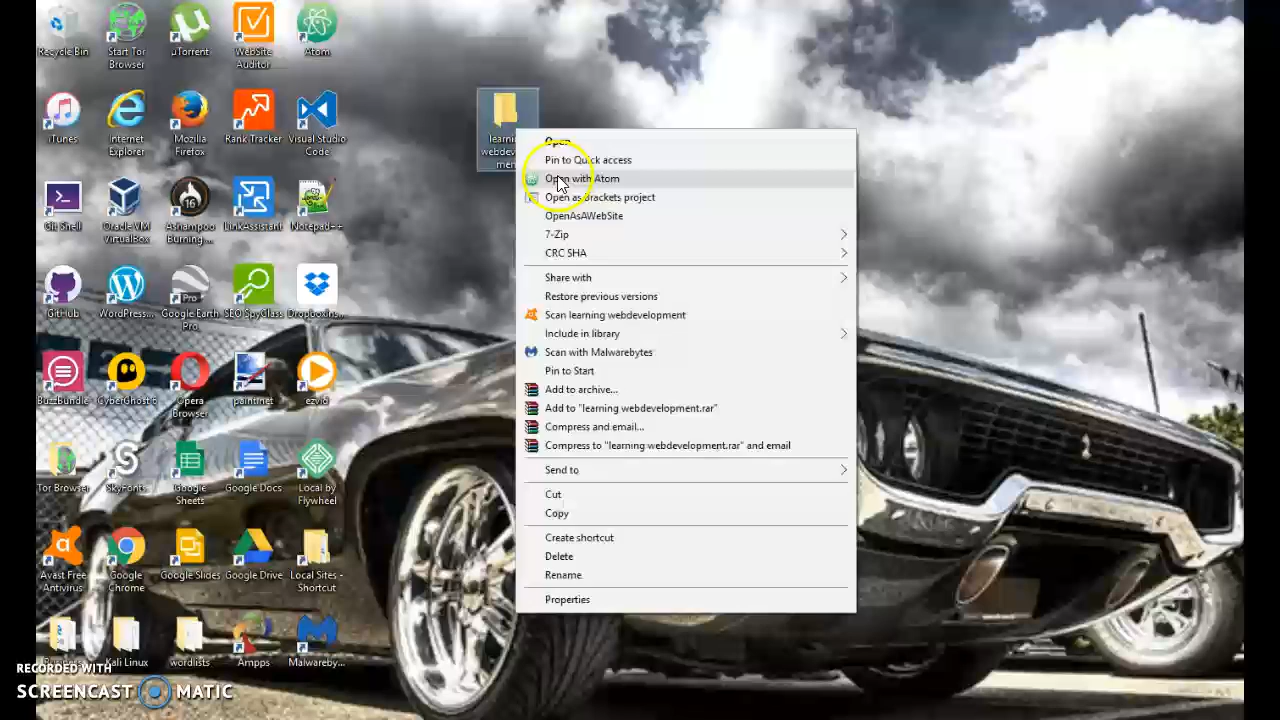 Recycle Bin
Start Tor
Browser
µTorrent
WebSite
Auditor
Atom
iTunes
Internet
Explorer
Mozilla
Firefox
Rank Tracker
Visual Studio
Code
Git Shell
Oracle VM
VirtualBox
Ashampoo
Burning ...
LinkAssistant
Notepad++
GitHub
WordPress...
Google Earth
Pro
SEO SpyGlass
Dropbox
BuzzBundle
CyberGhost 6
Opera
Browser
paint.net
ezvid
Tor Browser
SkyFonts
Google
Sheets
Google Docs
Local by
Flywheel
Avast Free
Antivirus
Google
Chrome
Google Slides
Google Drive
Local Sites -
Shortcut
Kali Linux
wordlists
Ampps
Malwareby...
learni
webdev
men
Open
Pin to Quick access
Open with Atom
Open as Brackets project
OpenAsAWebSite
7-Zip
CRC SHA
Share with
Restore previous versions
Scan learning webdevelopment
Include in library
Scan with Malwarebytes
Pin to Start
Add to archive...
Add to "learning webdevelopment.rar"
Compress and email...
Compress to "learning webdevelopment.rar" and email
Send to
Cut
Copy
Create shortcut
Delete
Rename
Properties
RECORDED WITH
SCREENCAST MATIC